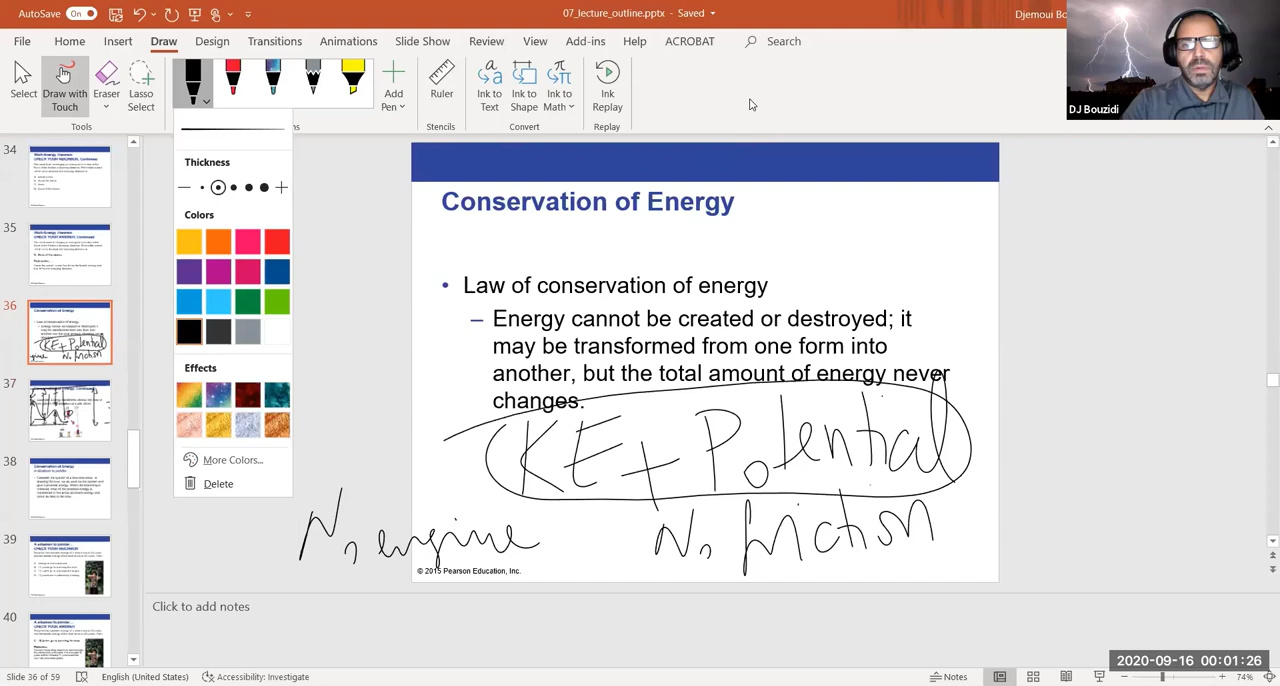 AutoSave On 07_lecture_outline.pptx - Saved Djemoui Bo
File Home Insert Draw Design Transitions Animations Slide Show Review View Add-ins Help ACROBAT Search
Select Draw with Touch Eraser Lasso Select Add Pen Ruler Ink to Text Ink to Shape Ink to Math Ink Replay
Tools Stencils Convert Replay
DJ Bouzidi
Thickness
Colors
Effects
More Colors...
Delete
34
35
36
37
38
39
40
Conservation of Energy
• Law of conservation of energy
– Energy cannot be created or destroyed; it
may be transformed from one form into
another, but the total amount of energy never
changes.
KE + Potential
No engine No friction
© 2015 Pearson Education, Inc.
Click to add notes
2020-09-16 00:01:26
Slide 36 of 59 English (United States) Accessibility: Investigate Notes 74%